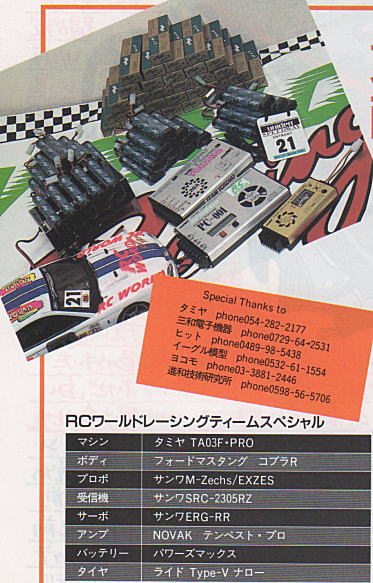 21
PC-001
21
RC WORLD
Special Thanks to
タミヤ phone054-282-2177
三和電子機器 phone0729-64-2531
ヒット phone0489-98-5438
イーグル模型 phone0532-61-1554
ヨコモ phone03-3881-2446
進和技術研究所 phone0598-56-5706
RCワールドレーシングティームスペシャル
マシン タミヤ TA03F・PRO
ボディ フォードマスタング コブラR
プロポ サンワM-Zechs/EXZES
受信機 サンワSRC-2305RZ
サーボ サンワERG-RR
アンプ NOVAK テンペスト・プロ
バッテリー パワーズマックス
タイヤ ライド Type-V ナロー